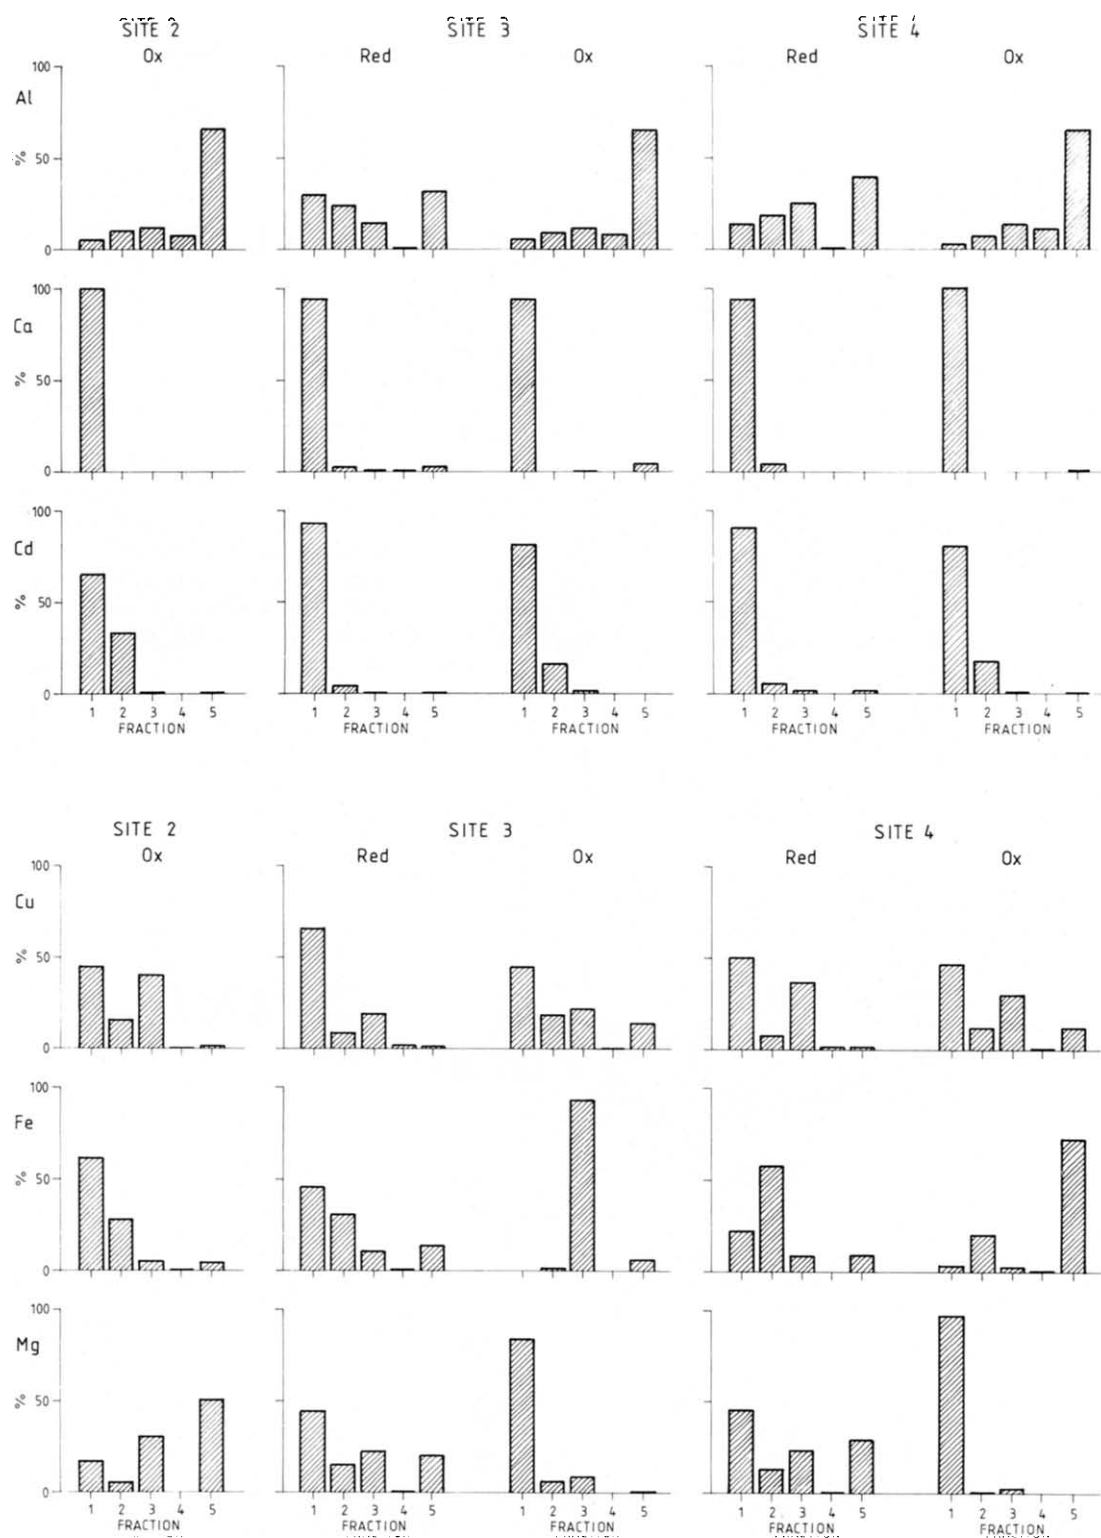 SITE 2 SITE 3 SITE 4
Ox Red Ox Red Ox
100
Al
% 50
0
100
Ca
% 50
0
100
Cd
% 50
0
1 2 3 4 5 1 2 3 4 5 1 2 3 4 5 1 2 3 4 5 1 2 3 4 5
FRACTION FRACTION FRACTION FRACTION FRACTION
SITE 2 SITE 3 SITE 4
Ox Red Ox Red Ox
100
Cu
% 50
0
100
Fe
% 50
0
100
Mg
% 50
0
1 2 3 4 5 1 2 3 4 5 1 2 3 4 5 1 2 3 4 5 1 2 3 4 5
FRACTION FRACTION FRACTION FRACTION FRACTION